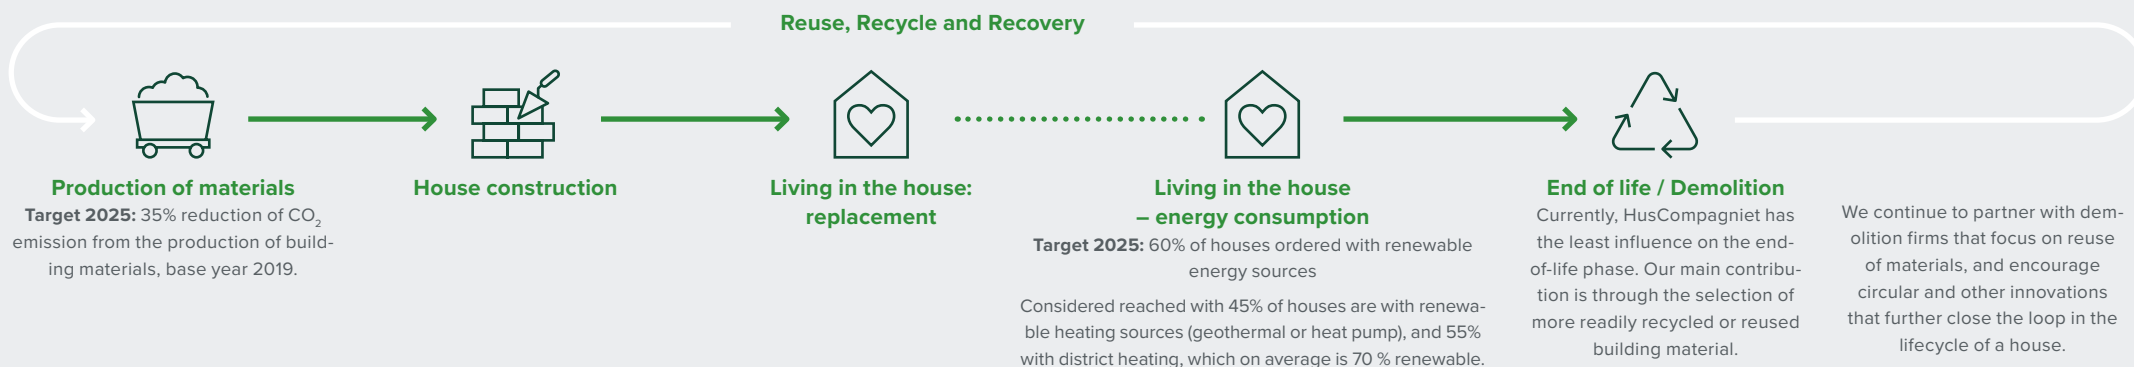 Reuse, Recycle and Recovery
Production of materials
Target 2025: 35% reduction of CO₂
emission from the production of build-
ing materials, base year 2019.
House construction
Living in the house:
replacement
Living in the house
– energy consumption
Target 2025: 60% of houses ordered with renewable
energy sources
Considered reached with 45% of houses are with renewa-
ble heating sources (geothermal or heat pump), and 55%
with district heating, which on average is 70 % renewable.
End of life / Demolition
Currently, HusCompagniet has
the least influence on the end-
of-life phase. Our main contribu-
tion is through the selection of
more readily recycled or reused
building material.
We continue to partner with dem-
olition firms that focus on reuse
of materials, and encourage
circular and other innovations
that further close the loop in the
lifecycle of a house.